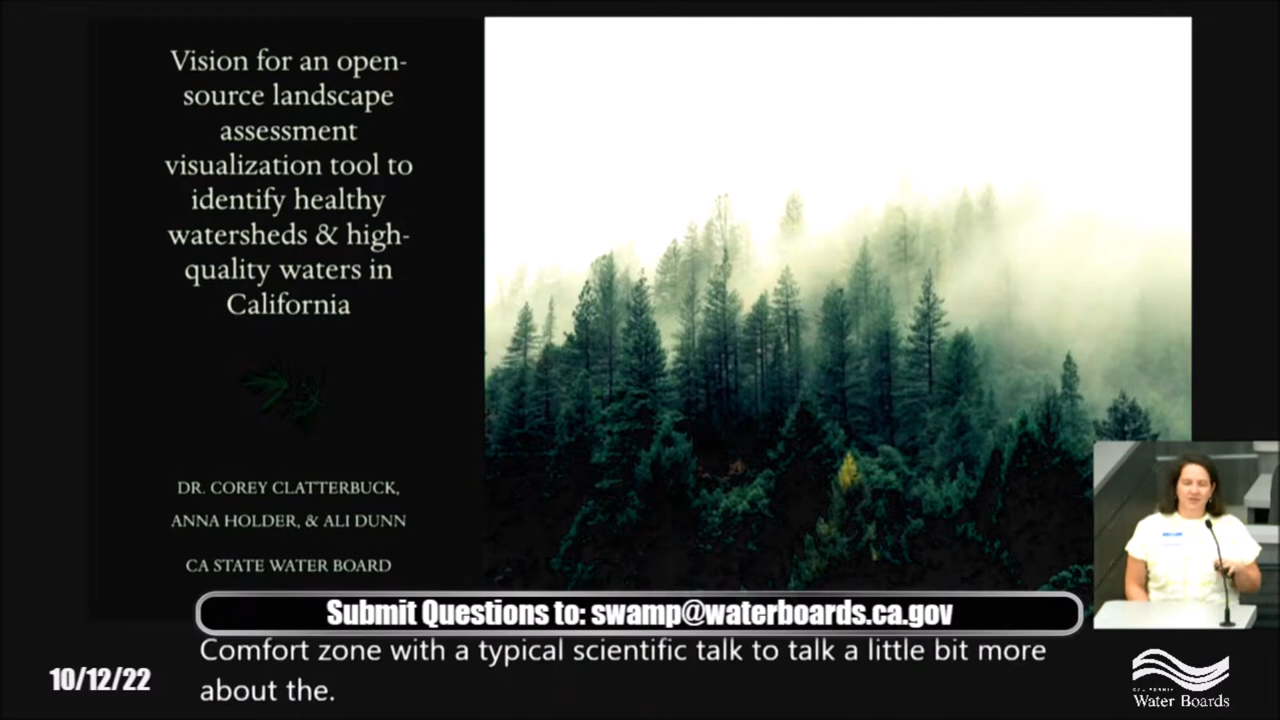 Vision for an open-
source landscape
assessment
visualization tool to
identify healthy
watersheds & high-
quality waters in
California
DR. COREY CLATTERBUCK,
ANNA HOLDER, & ALI DUNN
CA STATE WATER BOARD
Submit Questions to: swamp@waterboards.ca.gov
Comfort zone with a typical scientific talk to talk a little bit more
about the.
10/12/22
CALIFORNIA
Water Boards